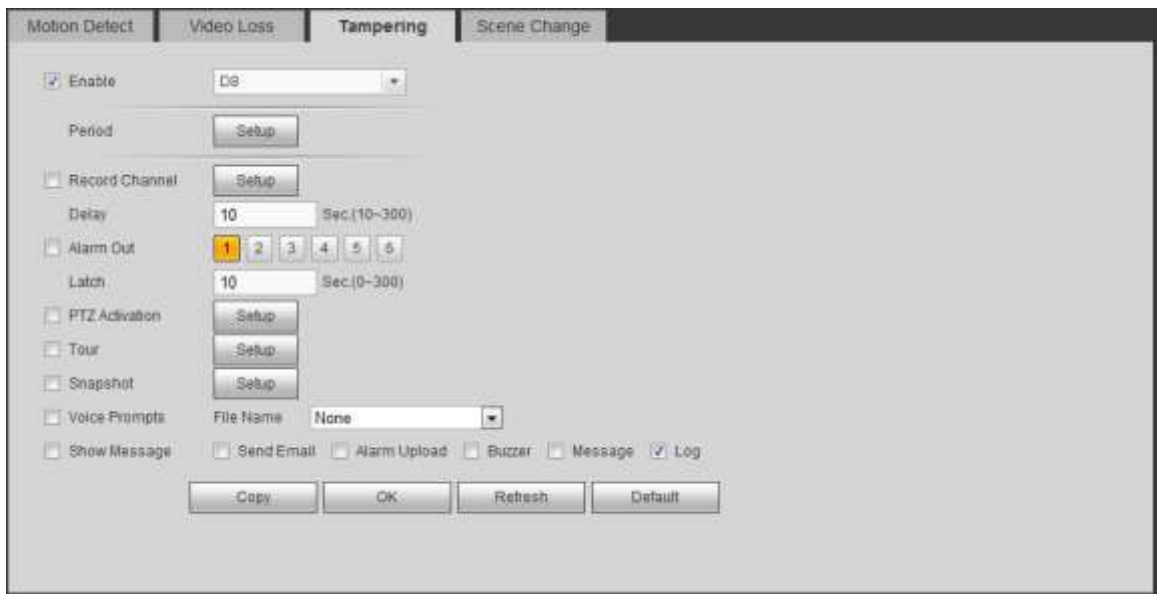 Motion Detect Video Loss Tampering Scene Change
Enable D8
Period Setup
Record Channel Setup
Delay 10 Sec.(10~300)
Alarm Out 1 2 3 4 5 6
Latch 10 Sec.(0~300)
PTZ Activation Setup
Tour Setup
Snapshot Setup
Voice Prompts File Name None
Show Message Send Email Alarm Upload Buzzer Message Log
Copy OK Refresh Default